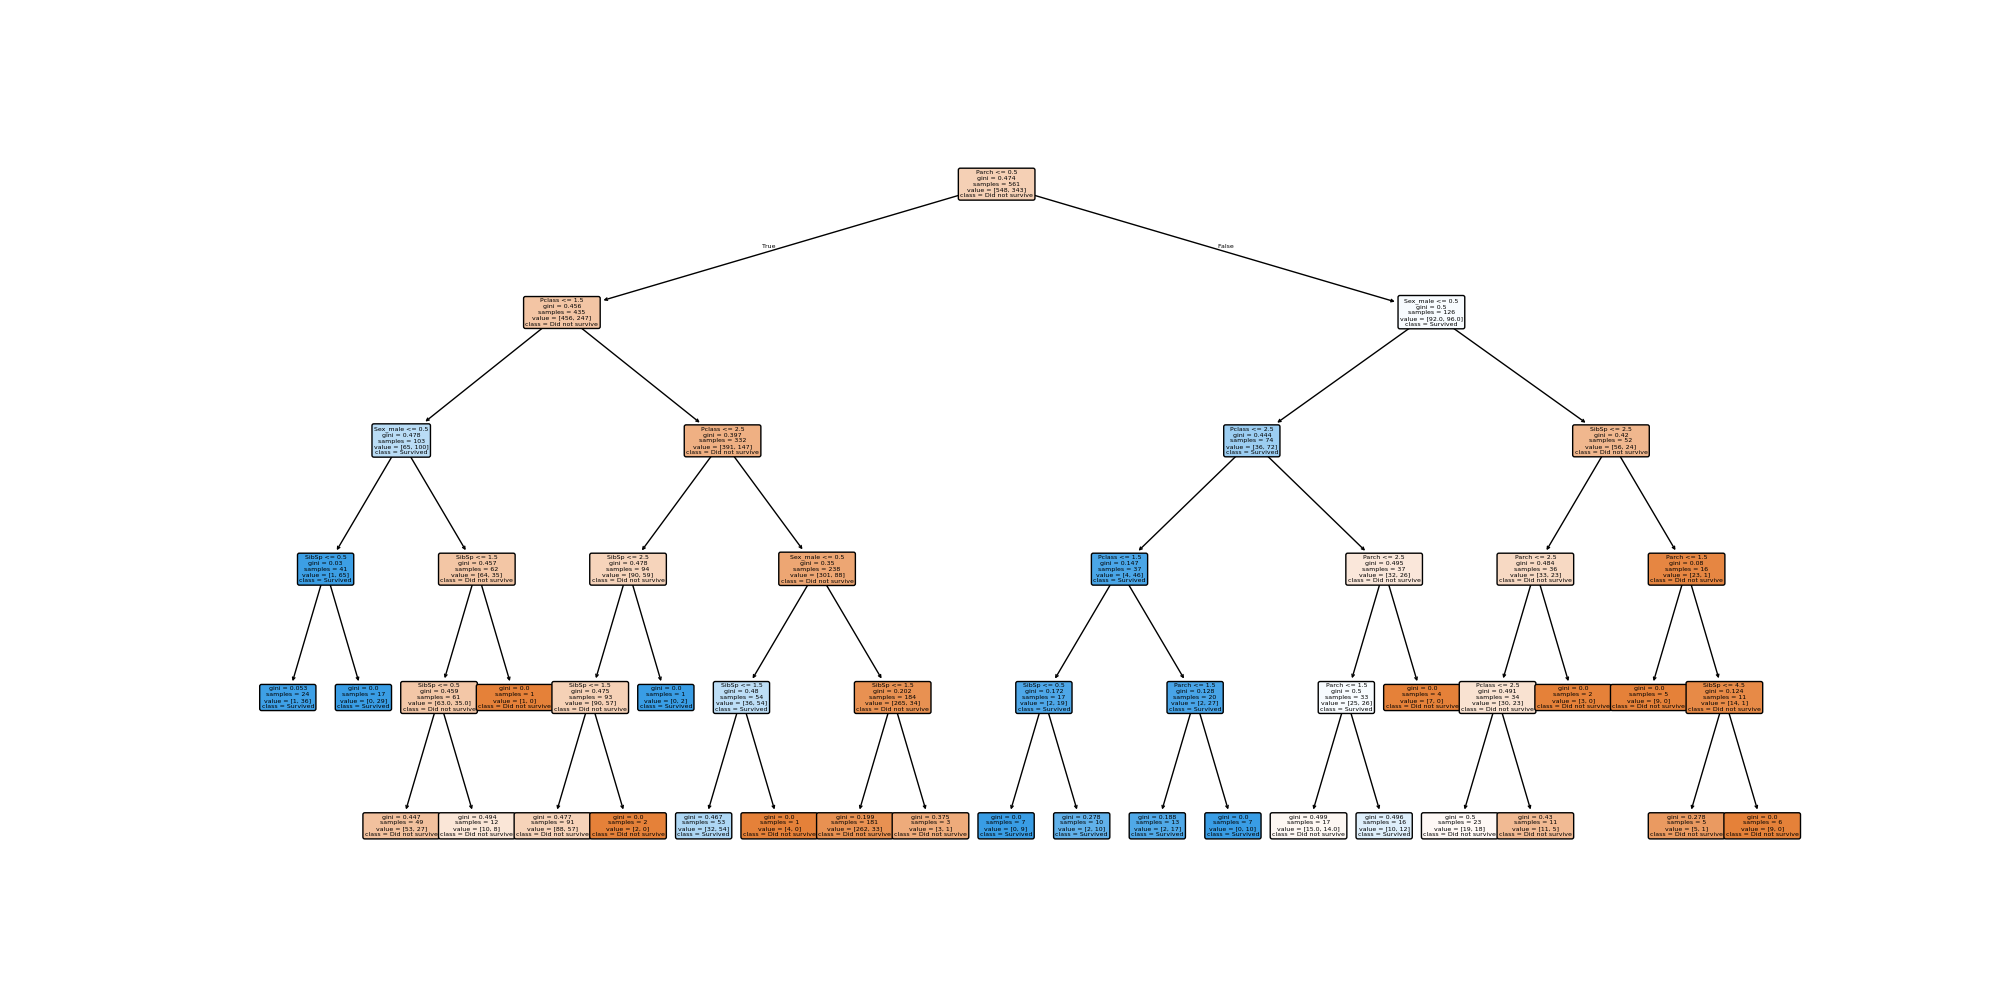 Parch <= 0.5
gini = 0.474
samples = 561
value = [548, 343]
class = Did not survive
True
False
Pclass <= 1.5
gini = 0.456
samples = 435
value = [456, 247]
class = Did not survive
Sex_male <= 0.5
gini = 0.5
samples = 126
value = [92.0, 96.0]
class = Survived
Sex_male <= 0.5
gini = 0.478
samples = 103
value = [65, 100]
class = Survived
Pclass <= 2.5
gini = 0.397
samples = 332
value = [391, 147]
class = Did not survive
Pclass <= 2.5
gini = 0.444
samples = 74
value = [36, 72]
class = Survived
SibSp <= 2.5
gini = 0.42
samples = 52
value = [56, 24]
class = Did not survive
SibSp <= 0.5
gini = 0.03
samples = 41
value = [1, 65]
class = Survived
SibSp <= 1.5
gini = 0.457
samples = 62
value = [64, 35]
class = Did not survive
SibSp <= 2.5
gini = 0.478
samples = 94
value = [90, 59]
class = Did not survive
Sex_male <= 0.5
gini = 0.35
samples = 238
value = [301, 88]
class = Did not survive
Pclass <= 1.5
gini = 0.147
samples = 37
value = [4, 46]
class = Survived
Parch <= 2.5
gini = 0.495
samples = 37
value = [32, 26]
class = Did not survive
Parch <= 2.5
gini = 0.484
samples = 36
value = [33, 23]
class = Did not survive
Parch <= 1.5
gini = 0.08
samples = 16
value = [23, 1]
class = Did not survive
gini = 0.053
samples = 24
value = [1, 36]
class = Survived
gini = 0.0
samples = 17
value = [0, 29]
class = Survived
SibSp <= 0.5
gini = 0.459
samples = 61
value = [63.0, 35.0]
class = Did not survive
gini = 0.0
samples = 1
value = [1, 0]
class = Did not survive
SibSp <= 1.5
gini = 0.475
samples = 93
value = [90, 57]
class = Did not survive
gini = 0.0
samples = 1
value = [0, 2]
class = Survived
SibSp <= 1.5
gini = 0.48
samples = 54
value = [36, 54]
class = Survived
SibSp <= 1.5
gini = 0.202
samples = 184
value = [265, 34]
class = Did not survive
SibSp <= 0.5
gini = 0.172
samples = 17
value = [2, 19]
class = Survived
Parch <= 1.5
gini = 0.128
samples = 20
value = [2, 27]
class = Survived
Parch <= 1.5
gini = 0.5
samples = 33
value = [25, 26]
class = Survived
gini = 0.0
samples = 4
value = [7, 0]
class = Did not survive
Pclass <= 2.5
gini = 0.491
samples = 34
value = [30, 23]
class = Did not survive
gini = 0.0
samples = 2
value = [3, 0]
class = Did not survive
gini = 0.0
samples = 5
value = [9, 0]
class = Did not survive
SibSp <= 4.5
gini = 0.124
samples = 11
value = [14, 1]
class = Did not survive
gini = 0.447
samples = 49
value = [53, 27]
class = Did not survive
gini = 0.494
samples = 12
value = [10, 8]
class = Did not survive
gini = 0.477
samples = 91
value = [88, 57]
class = Did not survive
gini = 0.0
samples = 2
value = [2, 0]
class = Did not survive
gini = 0.467
samples = 53
value = [32, 54]
class = Survived
gini = 0.0
samples = 1
value = [4, 0]
class = Did not survive
gini = 0.199
samples = 181
value = [262, 33]
class = Did not survive
gini = 0.375
samples = 3
value = [3, 1]
class = Did not survive
gini = 0.0
samples = 7
value = [0, 9]
class = Survived
gini = 0.278
samples = 10
value = [2, 10]
class = Survived
gini = 0.188
samples = 13
value = [2, 17]
class = Survived
gini = 0.0
samples = 7
value = [0, 10]
class = Survived
gini = 0.499
samples = 17
value = [15.0, 14.0]
class = Did not survive
gini = 0.496
samples = 16
value = [10, 12]
class = Survived
gini = 0.5
samples = 23
value = [19, 18]
class = Did not survive
gini = 0.43
samples = 11
value = [11, 5]
class = Did not survive
gini = 0.278
samples = 5
value = [5, 1]
class = Did not survive
gini = 0.0
samples = 6
value = [9, 0]
class = Did not survive